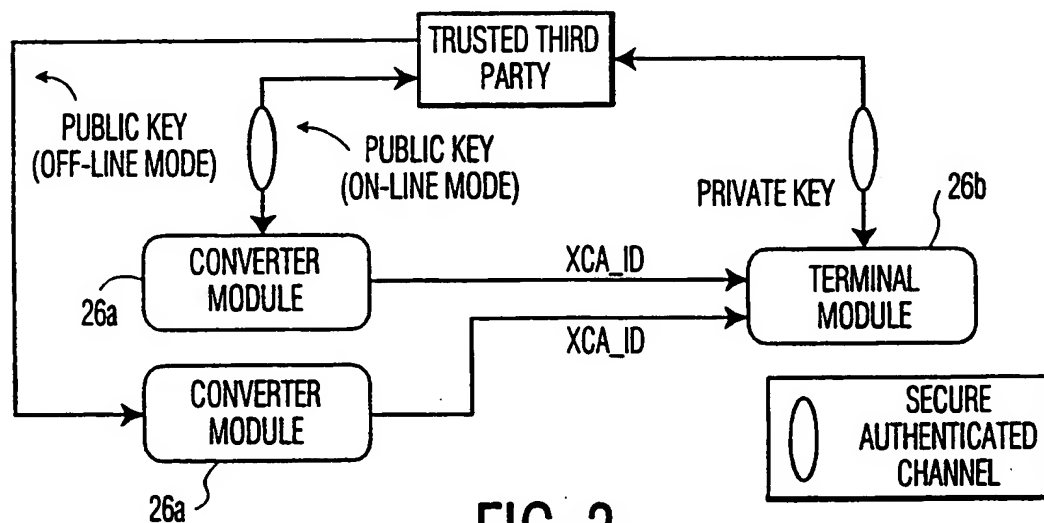 TRUSTED THIRD
PARTY
PUBLIC KEY
(OFF-LINE MODE)
PUBLIC KEY
(ON-LINE MODE)
PRIVATE KEY
26b
CONVERTER
MODULE
26a
XCA_ID
TERMINAL
MODULE
XCA_ID
CONVERTER
MODULE
26a
SECURE
AUTHENTICATED
CHANNEL